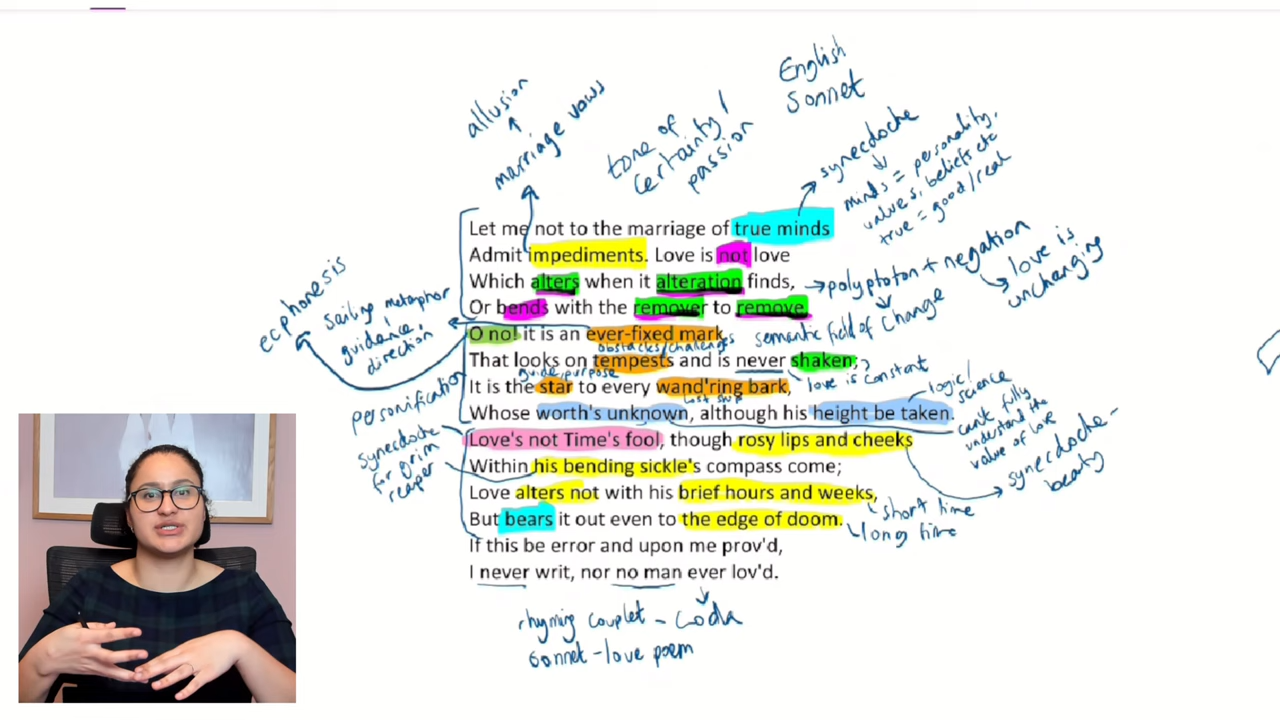 English
Sonnet
allusion
marriage vows
tone of
certainty /
passion
synecdoche
minds = personality,
values, beliefs etc
true = good/real
Let me not to the marriage of true minds
Admit impediments. Love is not love
Which alters when it alteration finds,
Or bends with the remover to remove.
O no! it is an ever-fixed mark
That looks on tempests and is never shaken;
It is the star to every wand'ring bark,
Whose worth's unknown, although his height be taken.
Love's not Time's fool, though rosy lips and cheeks
Within his bending sickle's compass come;
Love alters not with his brief hours and weeks,
But bears it out even to the edge of doom.
If this be error and upon me prov'd,
I never writ, nor no man ever lov'd.
polyptoton + negation
love is
unchanging
semantic field of change
obstacles/challenges
love is constant
guide, purpose
lost ship
logic/
science
can't fully
understand the
value of love
synecdoche -
beauty
short time
long time
ecphonesis
sailing metaphor
guidance,
direction
personification
synecdoche
for grim
reaper
rhyming couplet - coda
sonnet - love poem